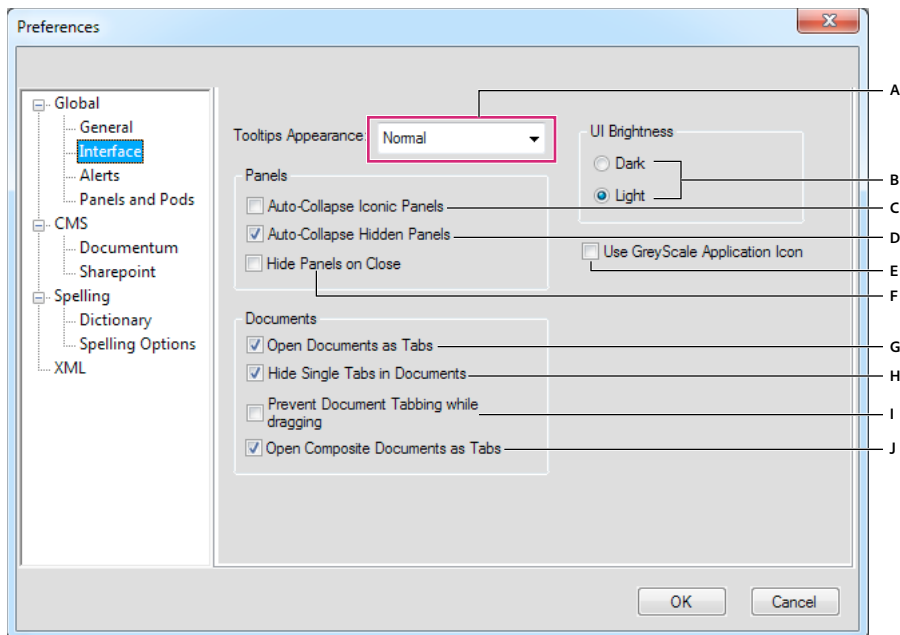 Preferences
Global
General
Interface
Alerts
Panels and Pods
CMS
Documentum
Sharepoint
Spelling
Dictionary
Spelling Options
XML
Tooltips Appearance:
Normal
Panels
Auto-Collapse Iconic Panels
Auto-Collapse Hidden Panels
Hide Panels on Close
Documents
Open Documents as Tabs
Hide Single Tabs in Documents
Prevent Document Tabbing while
dragging
Open Composite Documents as Tabs
UI Brightness
Dark
Light
Use GreyScale Application Icon
OK
Cancel
A
B
C
D
E
F
G
H
I
J